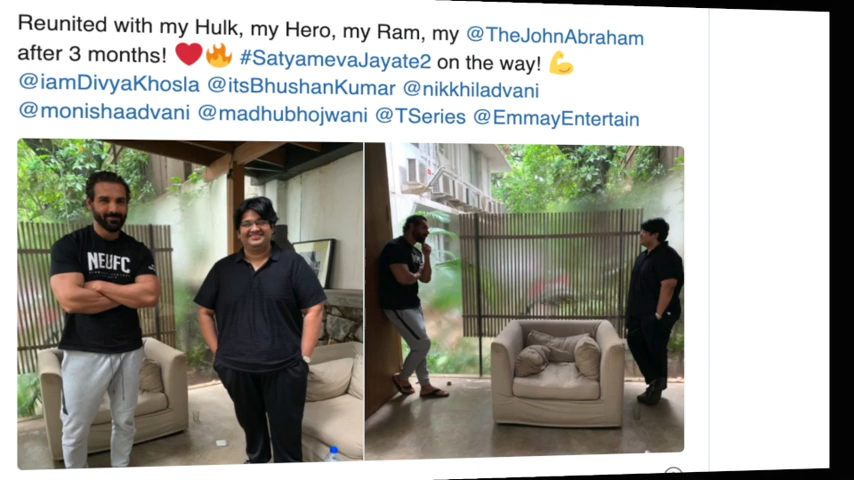 Reunited with my Hulk, my Hero, my Ram, my @TheJohnAbraham
after 3 months! ❤️🔥 #SatyamevaJayate2 on the way! 💪
@iamDivyaKhosla @itsBhushanKumar @nikkhiladvani
@monishaadvani @madhubhojwani @TSeries @EmmayEntertain
NEUFC